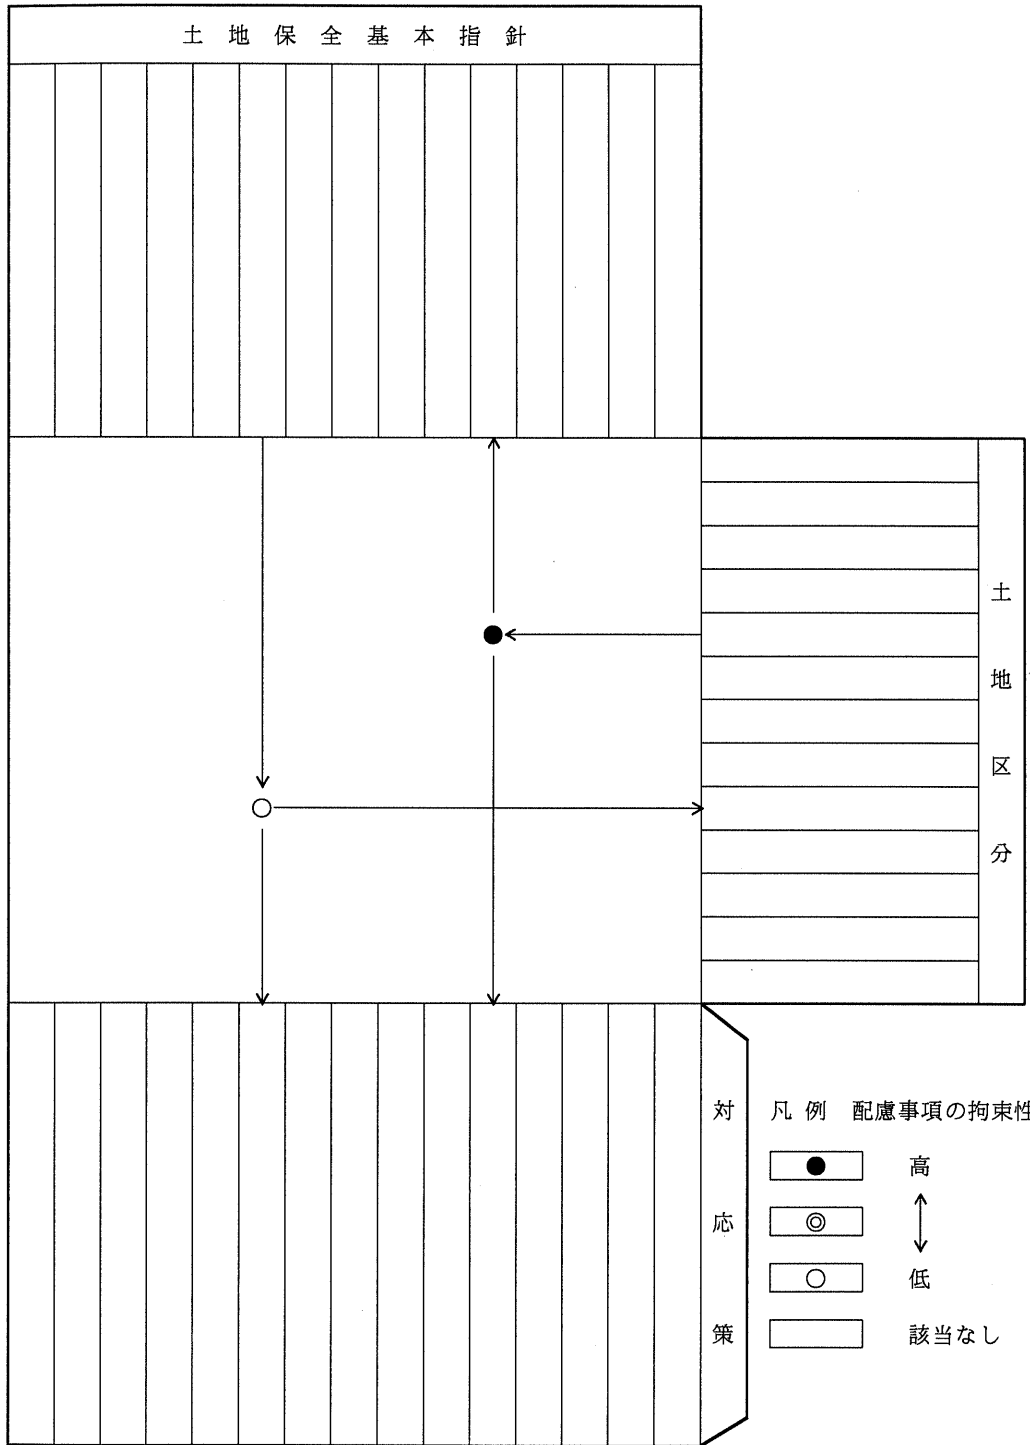 土地保全基本指針
土地区分
対応策
凡例 配慮事項の拘束性
高
低
該当なし